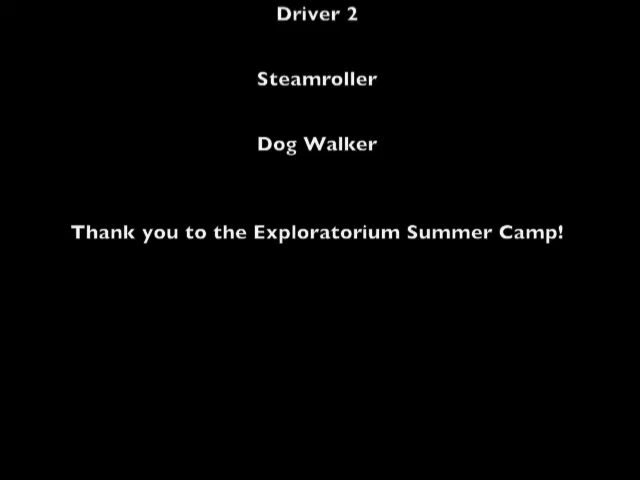 Driver 2
Steamroller
Dog Walker
Thank you to the Exploratorium Summer Camp!